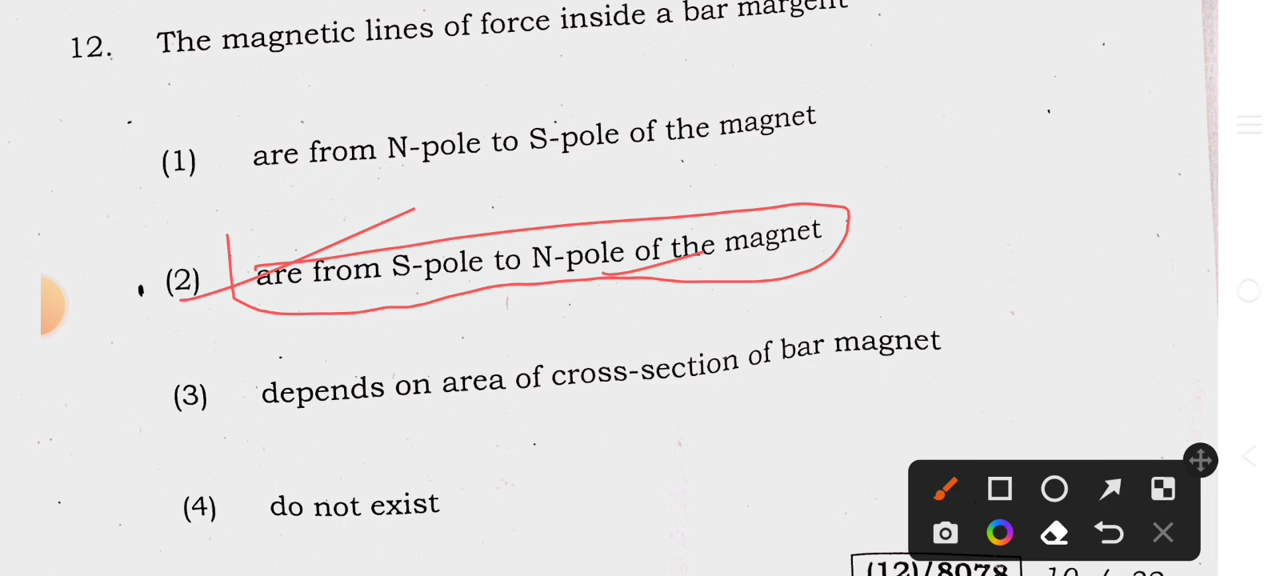 12. The magnetic lines of force inside a bar margent
(1) are from N-pole to S-pole of the magnet
(2) are from S-pole to N-pole of the magnet
(3) depends on area of cross-section of bar magnet
(4) do not exist
(12)/8078